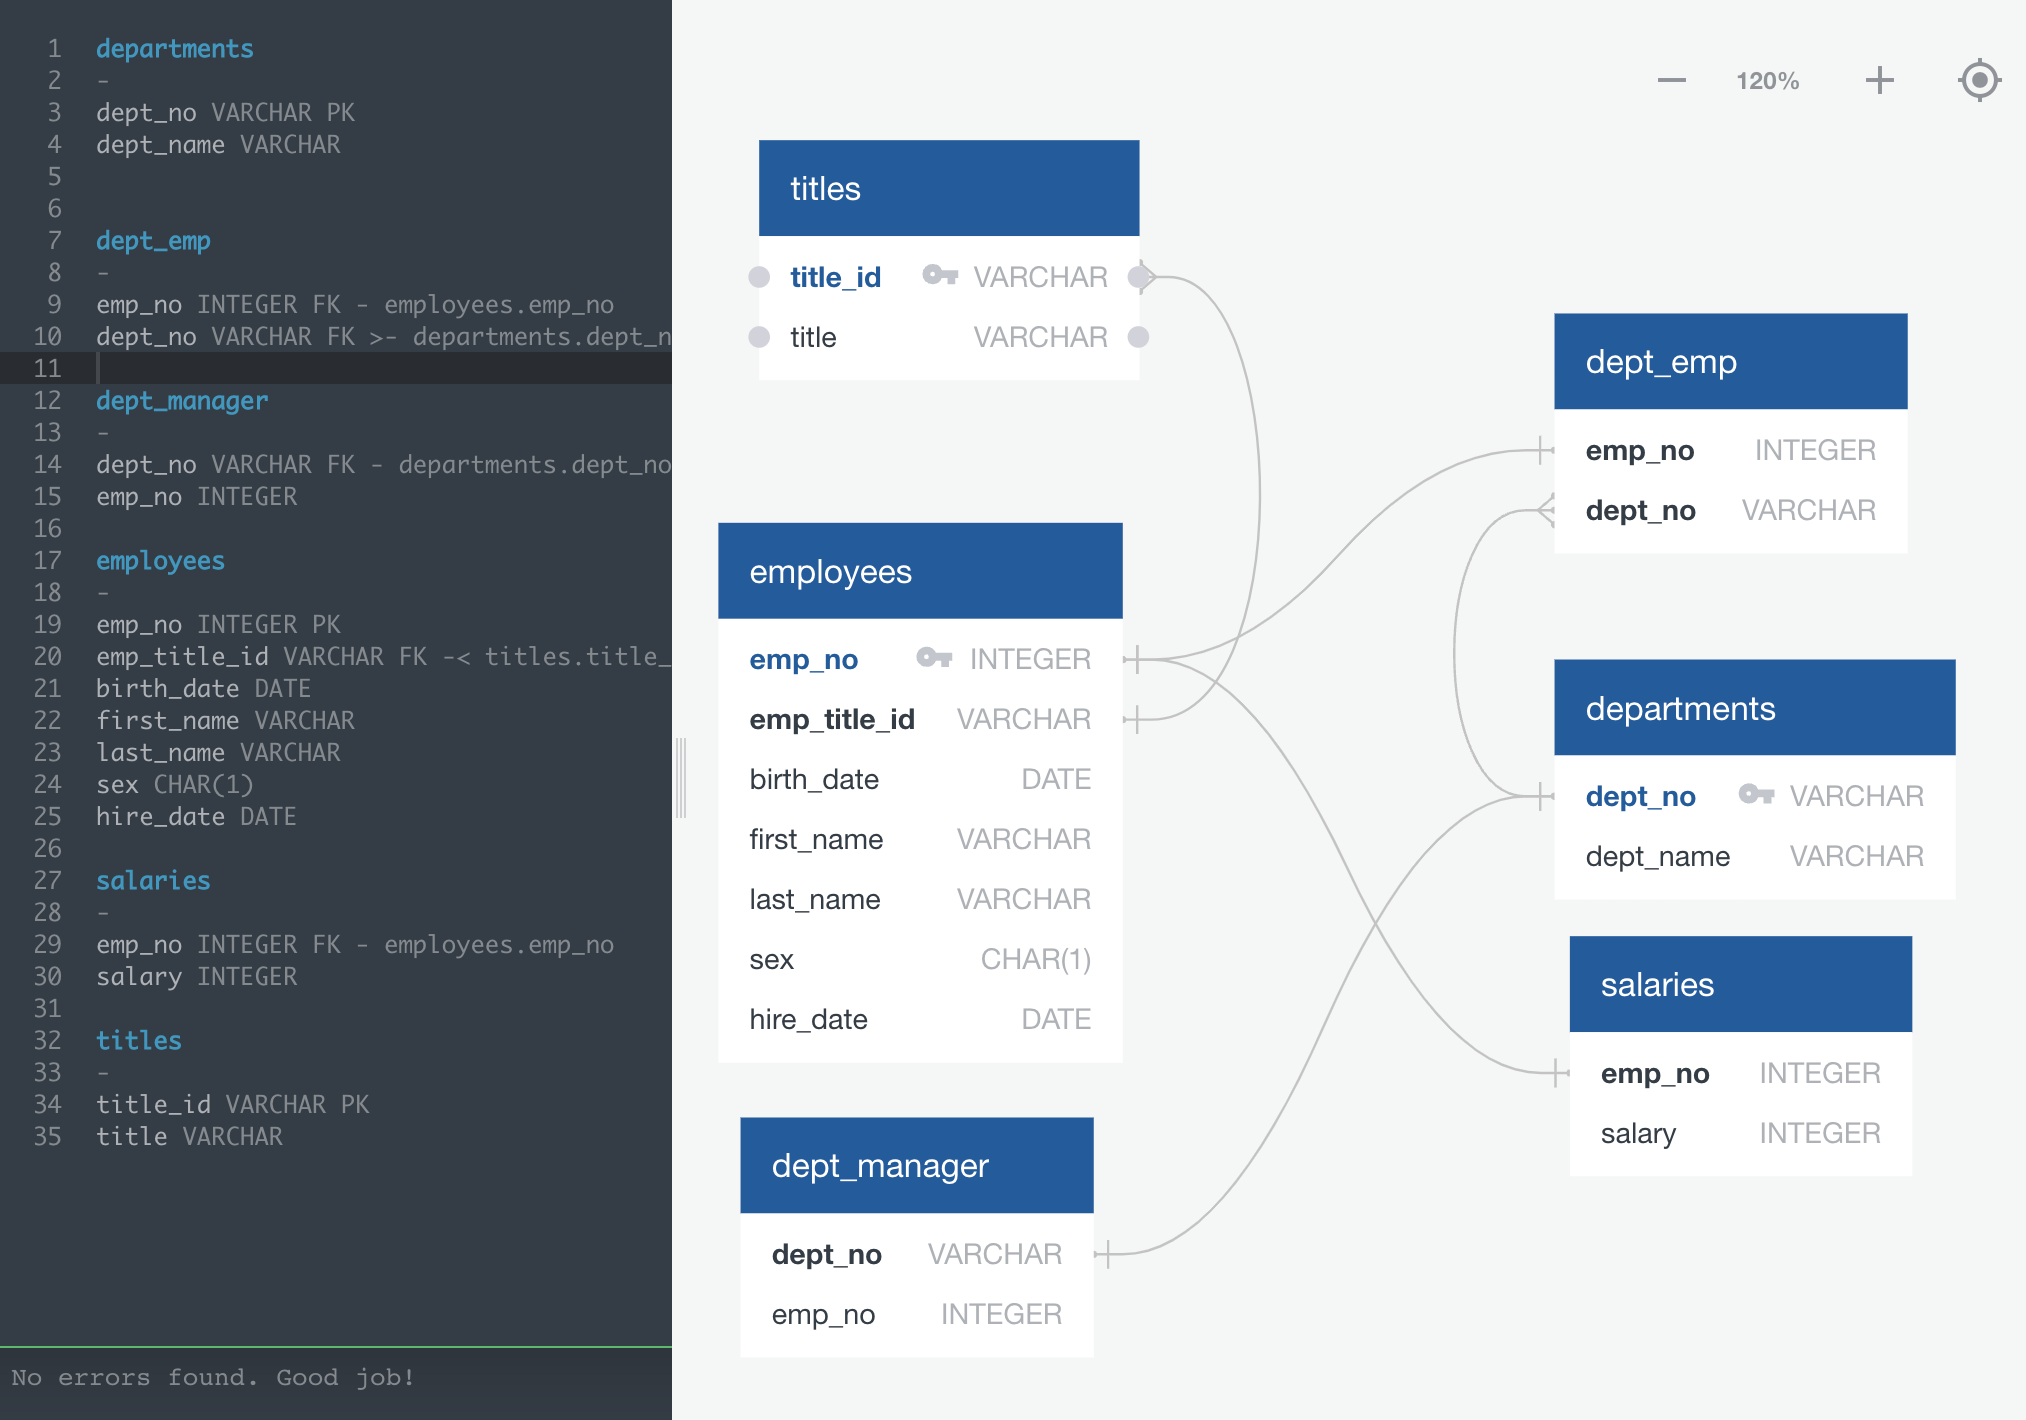 1 departments
2 -
3 dept_no VARCHAR PK
4 dept_name VARCHAR
5
6
7 dept_emp
8 -
9 emp_no INTEGER FK - employees.emp_no
10 dept_no VARCHAR FK >- departments.dept_n
11
12 dept_manager
13 -
14 dept_no VARCHAR FK - departments.dept_no
15 emp_no INTEGER
16
17 employees
18 -
19 emp_no INTEGER PK
20 emp_title_id VARCHAR FK -< titles.title_
21 birth_date DATE
22 first_name VARCHAR
23 last_name VARCHAR
24 sex CHAR(1)
25 hire_date DATE
26
27 salaries
28 -
29 emp_no INTEGER FK - employees.emp_no
30 salary INTEGER
31
32 titles
33 -
34 title_id VARCHAR PK
35 title VARCHAR
No errors found. Good job!
120%
titles
title_id VARCHAR
title VARCHAR
dept_emp
emp_no INTEGER
dept_no VARCHAR
employees
emp_no INTEGER
emp_title_id VARCHAR
birth_date DATE
first_name VARCHAR
last_name VARCHAR
sex CHAR(1)
hire_date DATE
departments
dept_no VARCHAR
dept_name VARCHAR
salaries
emp_no INTEGER
salary INTEGER
dept_manager
dept_no VARCHAR
emp_no INTEGER